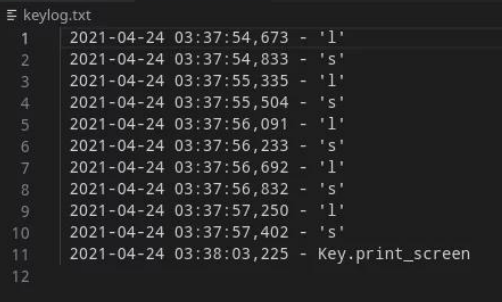 keylog.txt
1 2021-04-24 03:37:54,673 - 'l'
2 2021-04-24 03:37:54,833 - 's'
3 2021-04-24 03:37:55,335 - 'l'
4 2021-04-24 03:37:55,504 - 's'
5 2021-04-24 03:37:56,091 - 'l'
6 2021-04-24 03:37:56,233 - 's'
7 2021-04-24 03:37:56,692 - 'l'
8 2021-04-24 03:37:56,832 - 's'
9 2021-04-24 03:37:57,250 - 'l'
10 2021-04-24 03:37:57,402 - 's'
11 2021-04-24 03:38:03,225 - Key.print_screen
12